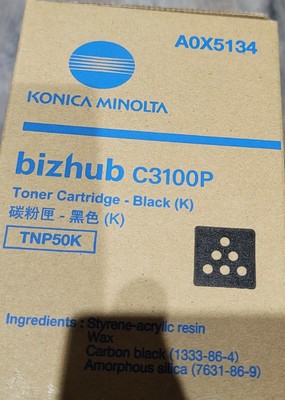 A0X5134
KONICA MINOLTA
bizhub C3100P
Toner Cartridge - Black (K)
碳粉匣 - 黑色 (K)
TNP50K
Ingredients : Styrene-acrylic resin
Wax
Carbon black (1333-86-4)
Amorphous silica (7631-86-9)